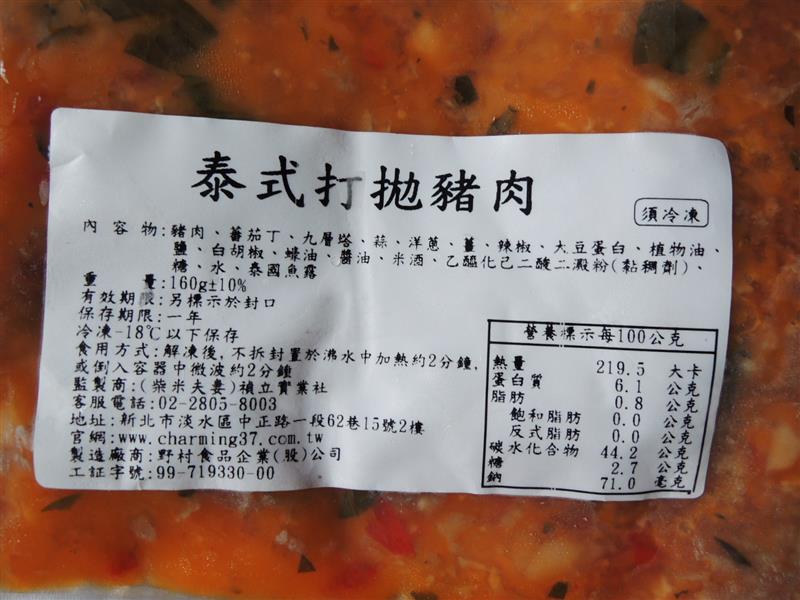 泰式打拋豬肉
須冷凍
內容物:豬肉、蕃茄丁、九層塔、蒜、洋蔥、薑、辣椒、大豆蛋白、植物油、
鹽、白胡椒、蠔油、醬油、米酒、乙醯化己二酸二澱粉(黏稠劑)、
糖、水、泰國魚露
重量:160g±10%
有效期限:另標示於封口
保存期限:一年
冷凍-18℃以下保存
食用方式:解凍後,不拆封置於沸水中加熱約2分鐘,
或倒入容器中微波約2分鐘
監製商:(柴米夫妻)禎立實業社
客服電話:02-2805-8003
地址:新北市淡水區中正路一段62巷15號2樓
官網:www.charming37.com.tw
製造廠商:野村食品企業(股)公司
工証字號:99-719330-00
營養標示每100公克
熱量 219.5 大卡
蛋白質 6.1 公克
脂肪 0.8 公克
飽和脂肪 0.0 公克
反式脂肪 0.0 公克
碳水化合物 44.2 公克
糖 2.7 公克
鈉 71.0 毫克